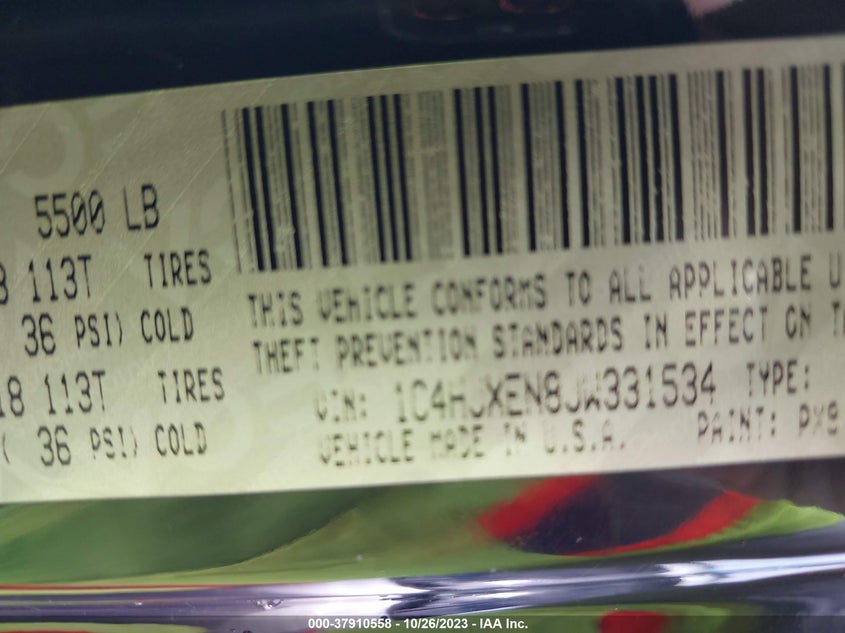 5500 LB
113T TIRES
36 PSI) COLD
18 113T TIRES
( 36 PSI) COLD
THIS VEHICLE CONFORMS TO ALL APPLICABLE U
THEFT PREVENTION STANDARDS IN EFFECT ON
VIN: 1C4HJXEN8JW331534 TYPE:
VEHICLE MADE IN U.S.A. PAINT: PX8
000-37910558 - 10/26/2023 - IAA Inc.